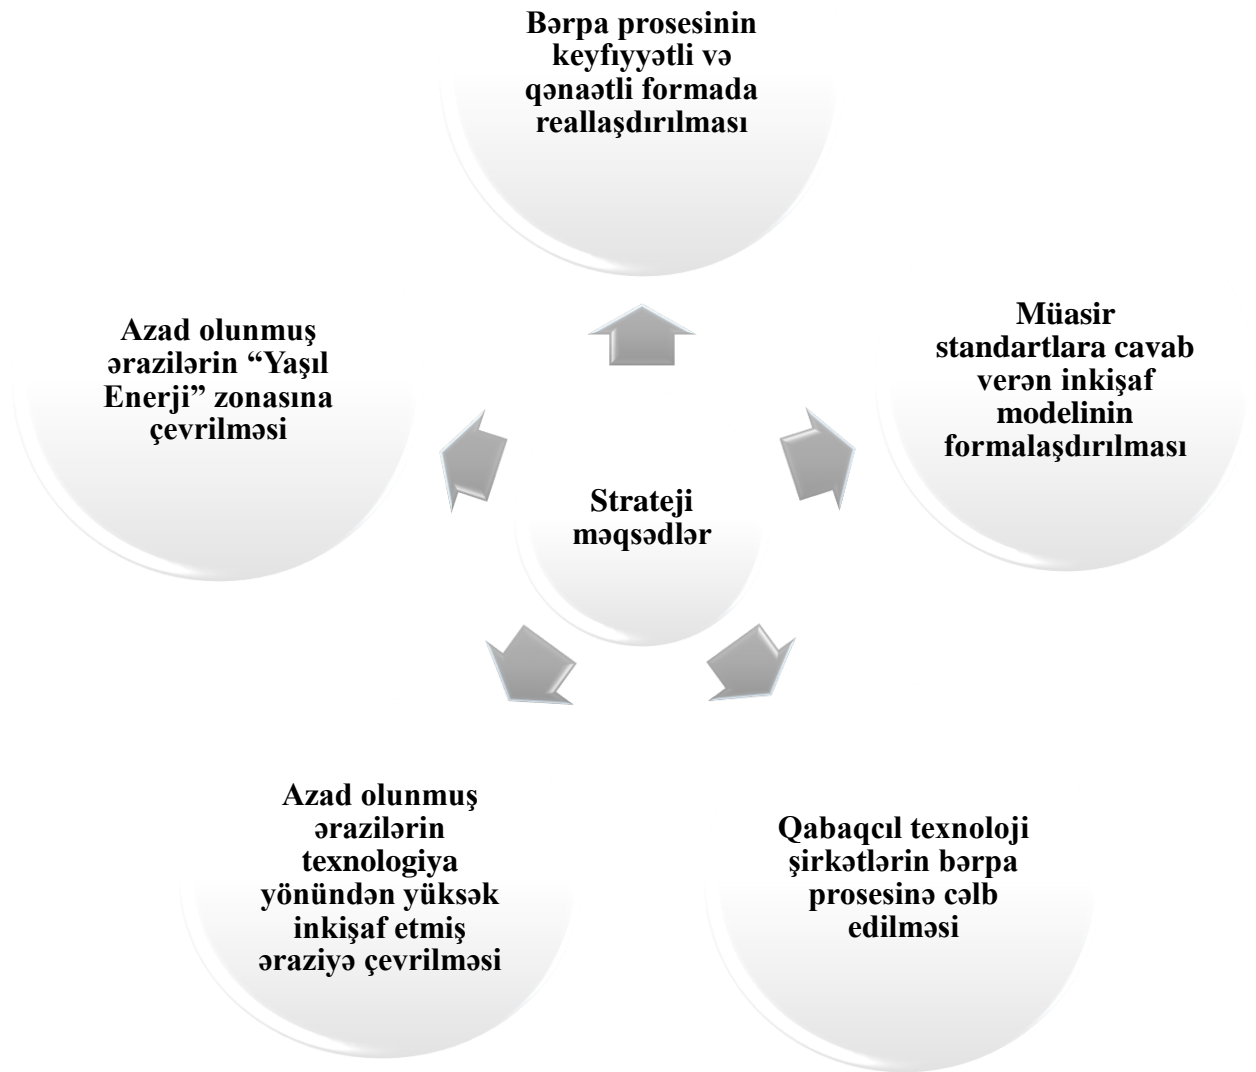 Bərpa prosesinin
keyfıyyətli və
qənaətli formada
reallaşdırılması
Müasir
standartlara cavab
verən inkişaf
modelinin
formalaşdırılması
Qabaqcıl texnoloji
şirkətlərin bərpa
prosesinə cəlb
edilməsi
Azad olunmuş
ərazilərin
texnologiya
yönündən yüksək
inkişaf etmiş
əraziyə çevrilməsi
Azad olunmuş
ərazilərin “Yaşıl
Enerji” zonasına
çevrilməsi
Strateji
məqsədlər